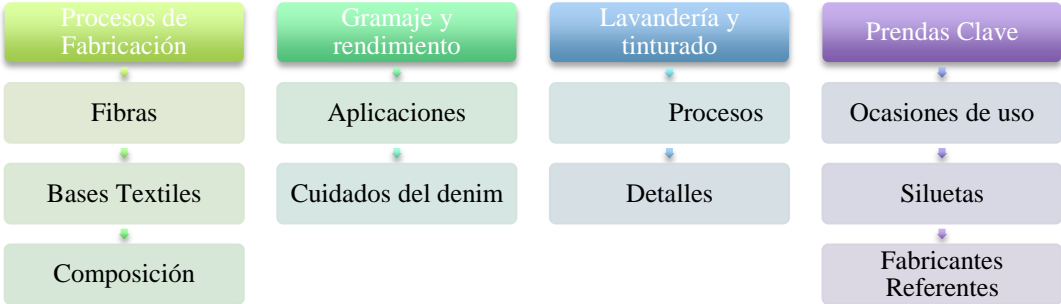 Procesos de
Fabricación
Fibras
Bases Textiles
Composición
Gramaje y
rendimiento
Aplicaciones
Cuidados del denim
Lavandería y
tinturado
Procesos
Detalles
Prendas Clave
Ocasiones de uso
Siluetas
Fabricantes
Referentes